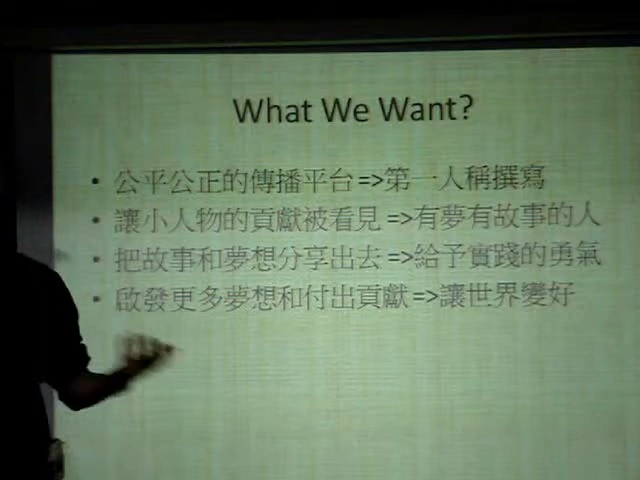 What We Want?
• 公平公正的傳播平台 =>第一人稱撰寫
• 讓小人物的貢獻被看見 =>有夢有故事的人
• 把故事和夢想分享出去 =>給予實踐的勇氣
• 啟發更多夢想和付出貢獻 =>讓世界變好